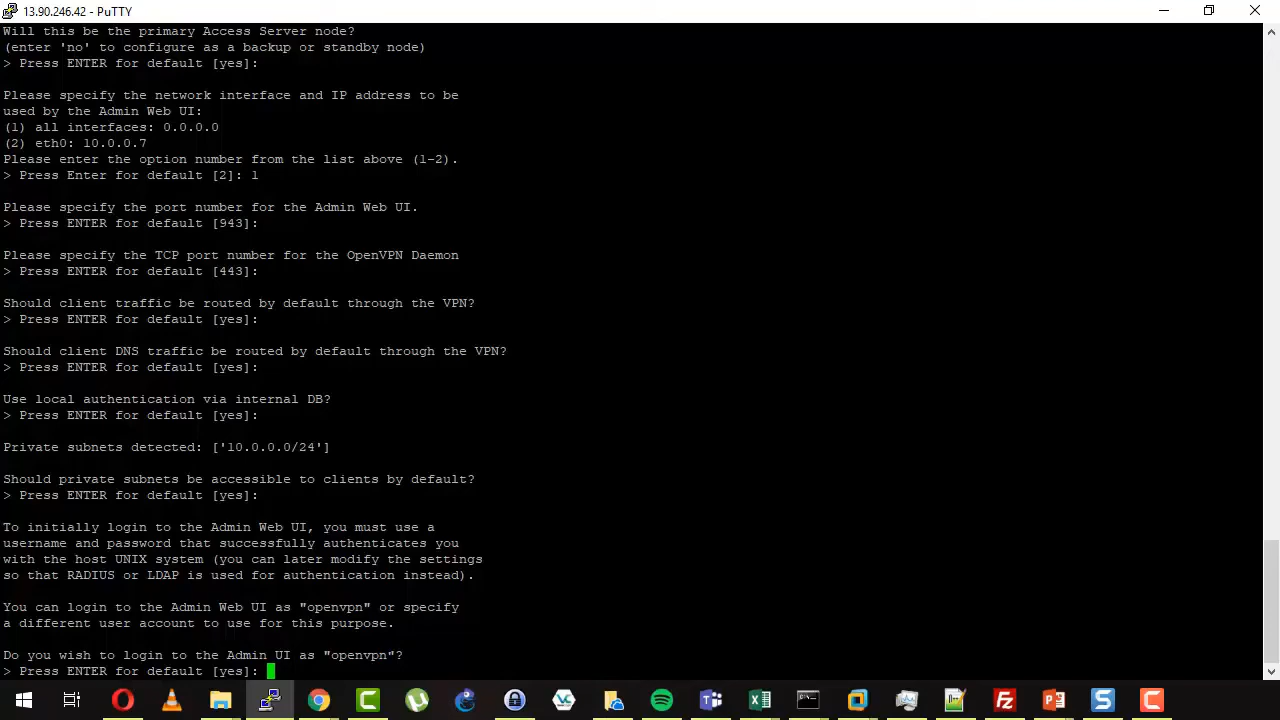 13.90.246.42 - PuTTY
Will this be the primary Access Server node?
(enter 'no' to configure as a backup or standby node)
> Press ENTER for default [yes]:
Please specify the network interface and IP address to be
used by the Admin Web UI:
(1) all interfaces: 0.0.0.0
(2) eth0: 10.0.0.7
Please enter the option number from the list above (1-2).
> Press Enter for default [2]: 1
Please specify the port number for the Admin Web UI.
> Press ENTER for default [943]:
Please specify the TCP port number for the OpenVPN Daemon
> Press ENTER for default [443]:
Should client traffic be routed by default through the VPN?
> Press ENTER for default [yes]:
Should client DNS traffic be routed by default through the VPN?
> Press ENTER for default [yes]:
Use local authentication via internal DB?
> Press ENTER for default [yes]:
Private subnets detected: ['10.0.0.0/24']
Should private subnets be accessible to clients by default?
> Press ENTER for default [yes]:
To initially login to the Admin Web UI, you must use a
username and password that successfully authenticates you
with the host UNIX system (you can later modify the settings
so that RADIUS or LDAP is used for authentication instead).
You can login to the Admin Web UI as "openvpn" or specify
a different user account to use for this purpose.
Do you wish to login to the Admin UI as "openvpn"?
> Press ENTER for default [yes]: